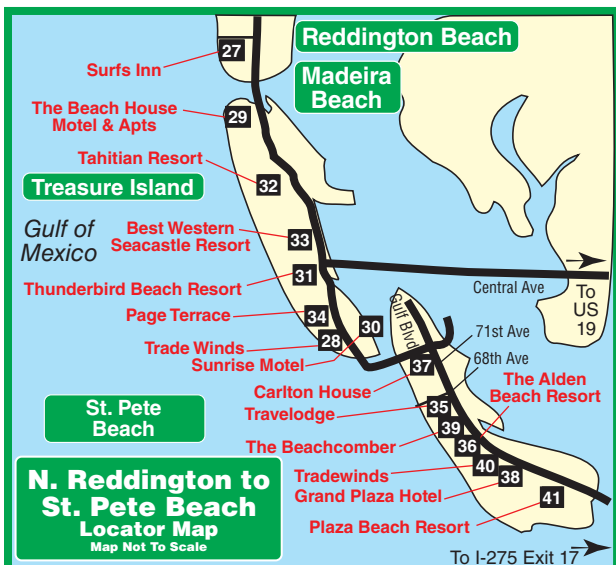 Reddington Beach
27
Surfs Inn
Madeira
Beach
The Beach House
Motel & Apts
29
Tahitian Resort
32
Treasure Island
Gulf of
Mexico
Best Western
Seacastle Resort
33
Thunderbird Beach Resort
31
Central Ave
To
US
19
Page Terrace
34
30
Gulf Blvd
71st Ave
Trade Winds
28
Sunrise Motel
37
68th Ave
Carlton House
The Alden
Beach Resort
Travelodge
35
St. Pete
Beach
The Beachcomber
39
36
Tradewinds
40
Grand Plaza Hotel
38
Plaza Beach Resort
41
N. Reddington to
St. Pete Beach
Locator Map
Map Not To Scale
To I-275 Exit 17